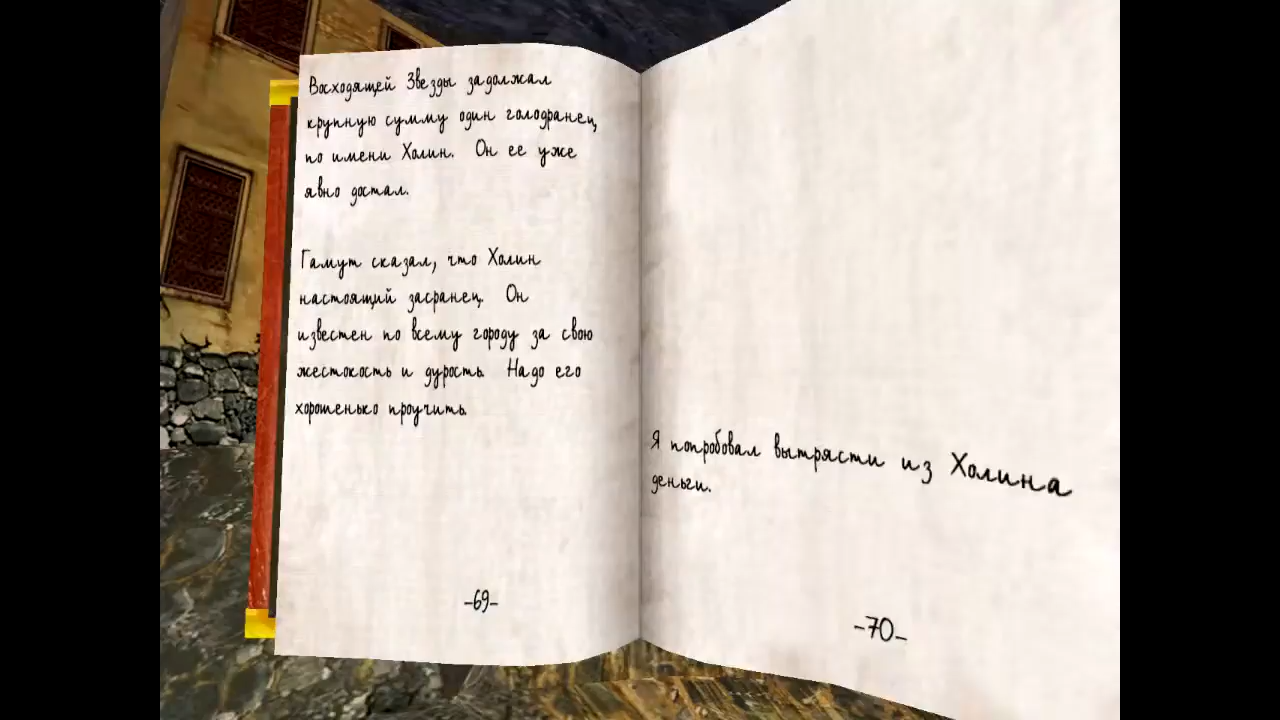 Восходящей Звезды задолжал
крупную сумму один голодранец,
по имени Холин. Он ее уже
явно достал.
Гамут сказал, что Холин
настоящий засранец. Он
известен по всему городу за свою
жестокость и дурость. Надо его
хорошенько проучить.
-69-
Я попробовал вытрясти из Холина
деньги.
-70-